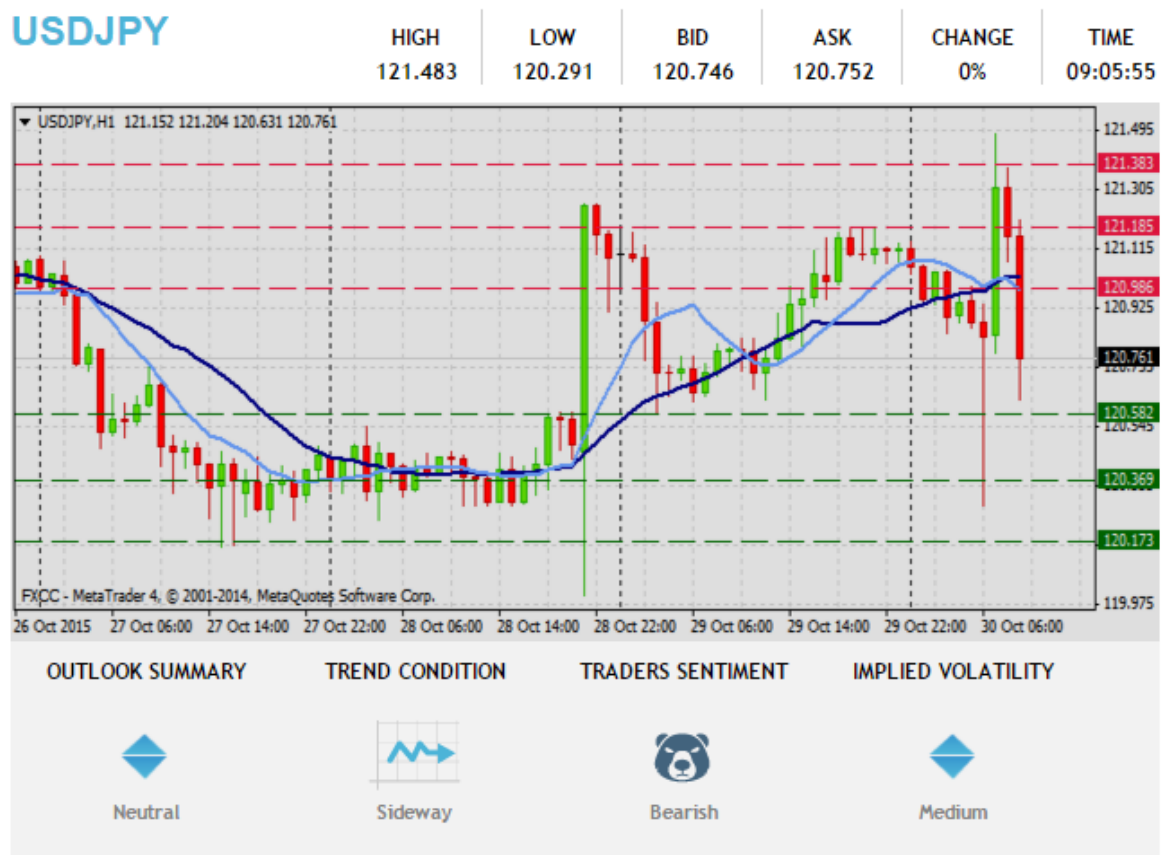 USDJPY
HIGH LOW BID ASK CHANGE TIME
121.483 120.291 120.746 120.752 0% 09:05:55
USDJPY,H1 121.152 121.204 120.631 120.761
121.495
121.383
121.305
121.185
121.115
120.986
120.925
120.761
120.582
120.545
120.369
120.173
119.975
FXCC - MetaTrader 4, © 2001-2014, MetaQuotes Software Corp.
26 Oct 2015 27 Oct 06:00 27 Oct 14:00 27 Oct 22:00 28 Oct 06:00 28 Oct 14:00 28 Oct 22:00 29 Oct 06:00 29 Oct 14:00 29 Oct 22:00 30 Oct 06:00
OUTLOOK SUMMARY TREND CONDITION TRADERS SENTIMENT IMPLIED VOLATILITY
Neutral Sideway Bearish Medium